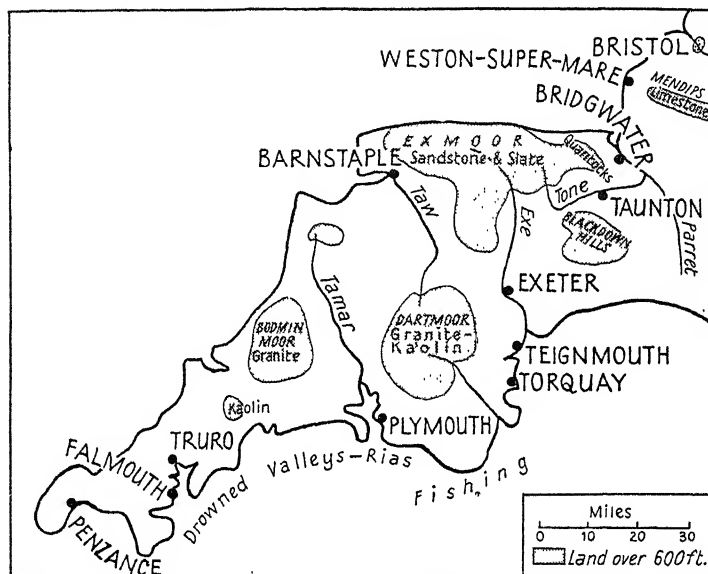 BRISTOL
WESTON-SUPER-MARE
MENDIPS
Limestone
BRIDGWATER
EXMOOR
Sandstone & Slate
Quantocks
BARNSTAPLE
Taw
Exe
Tone
TAUNTON
BLACKDOWN
HILLS
Parret
EXETER
Tamar
BODMIN
MOOR
Granite
DARTMOOR
Granite-
Kaolin
TEIGNMOUTH
TORQUAY
Kaolin
PLYMOUTH
TRURO
FALMOUTH
Drowned Valleys-Rias
Fishing
PENZANCE
Miles
0 10 20 30
Land over 600ft.